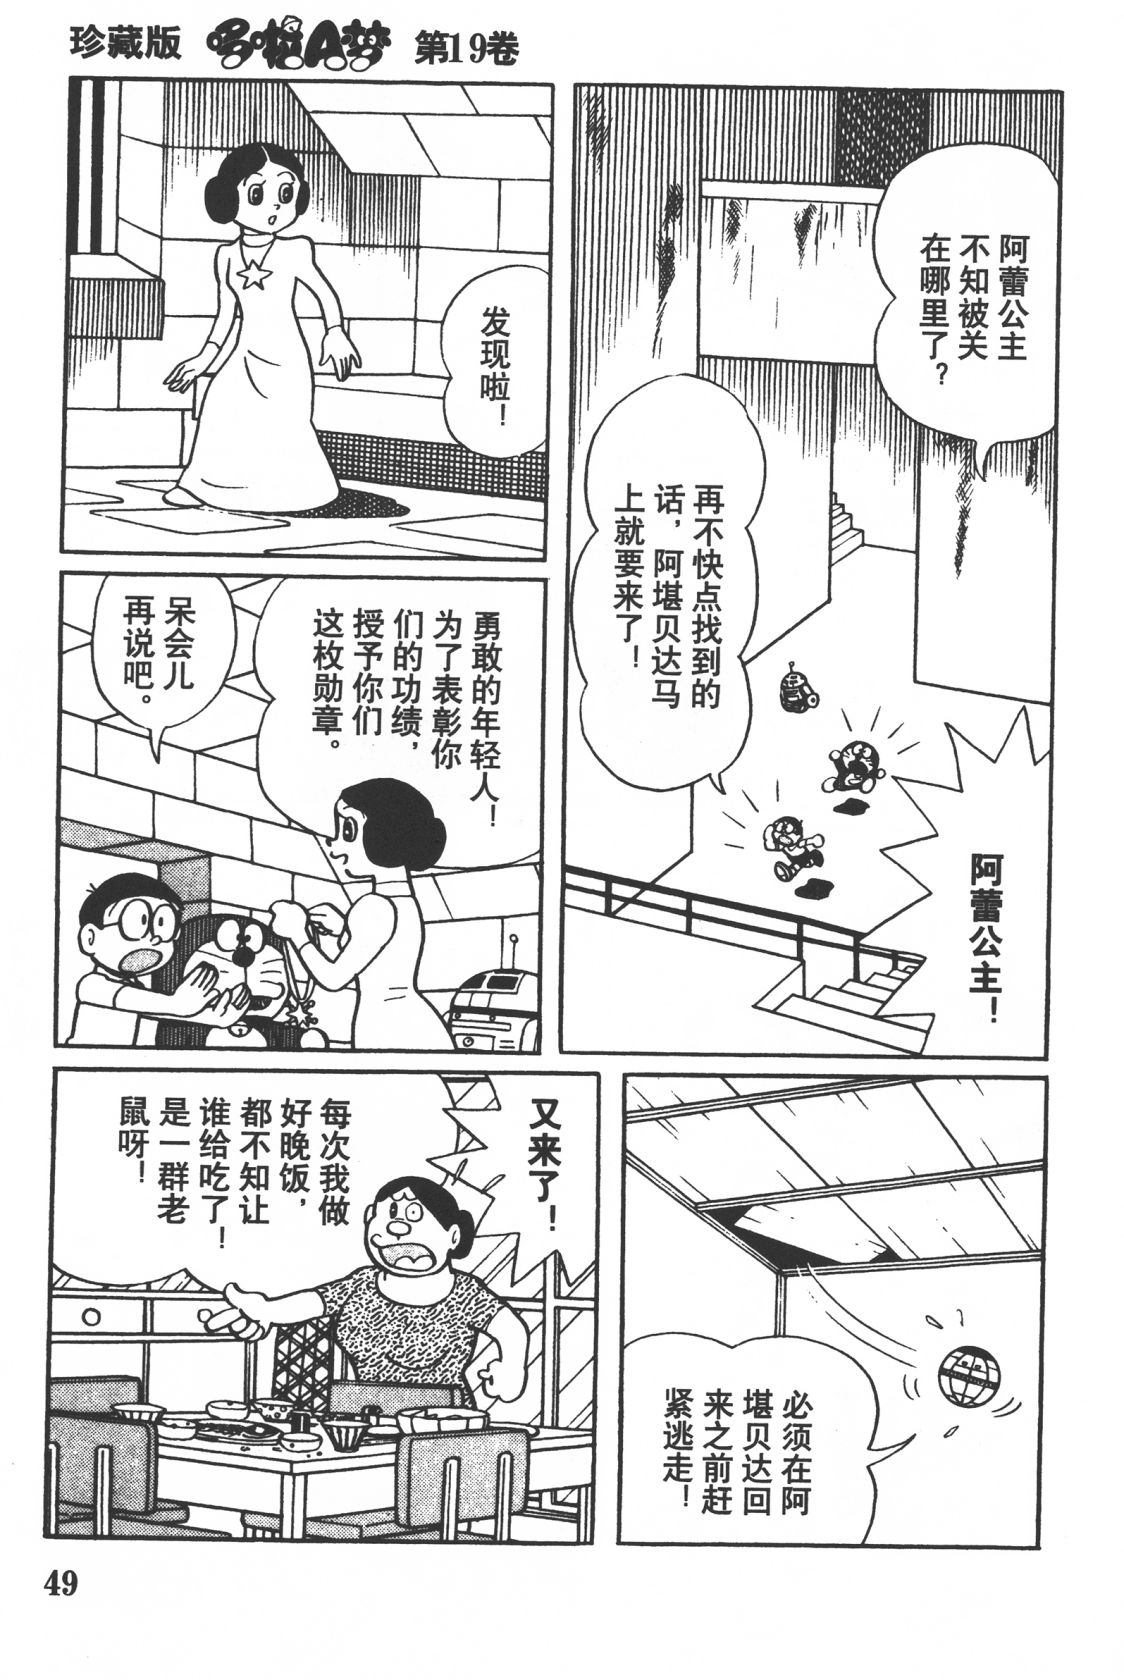 珍藏版 哆啦A梦 第19卷
阿蕾公主
不知被关
在哪里了?
再不快点找到的
话，阿堪贝达马
上就要来了！
阿蕾公主！
发现啦！
勇敢的年轻人！
为了表彰你
们的功绩，
授予你们
这枚勋章。
呆会儿
再说吧。
必须在阿
堪贝达回
来之前赶
紧逃走！
又来了！
每次我做
好晚饭，
都不知让
谁给吃了！
是一群老
鼠呀！
49